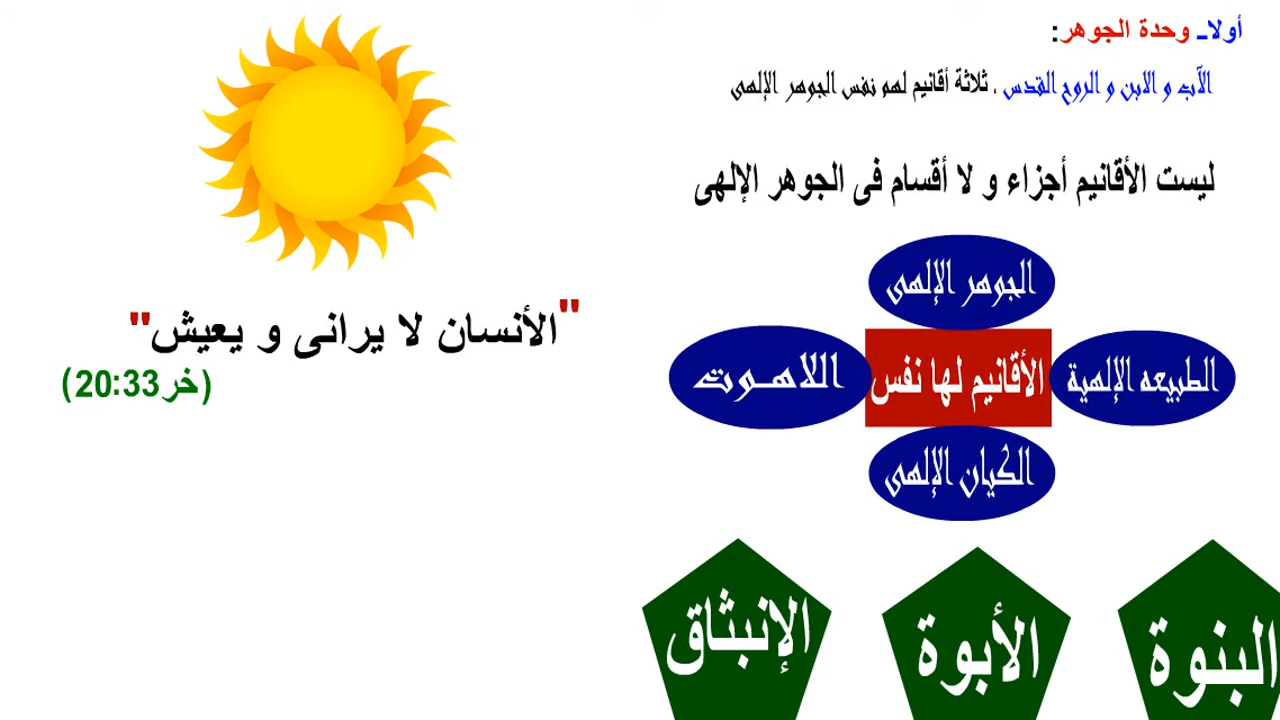 أولاـ وحدة الجوهر:
الآب و الابن و الروح القدس ، ثلاثة أقانيم لهو نفس الجوهر الإلهى
ليست الأقانيم أجزاء و لا أقسام فى الجوهر الإلهى
الجوهر الإلهى
الطبيعه الإلهية
الأقانيم لها نفس
اللاهوت
الكيان الإلهى
البنوة
الأبوة
الإنبثاق
"الأنسان لا يرانى و يعيش"
(خر20:33)